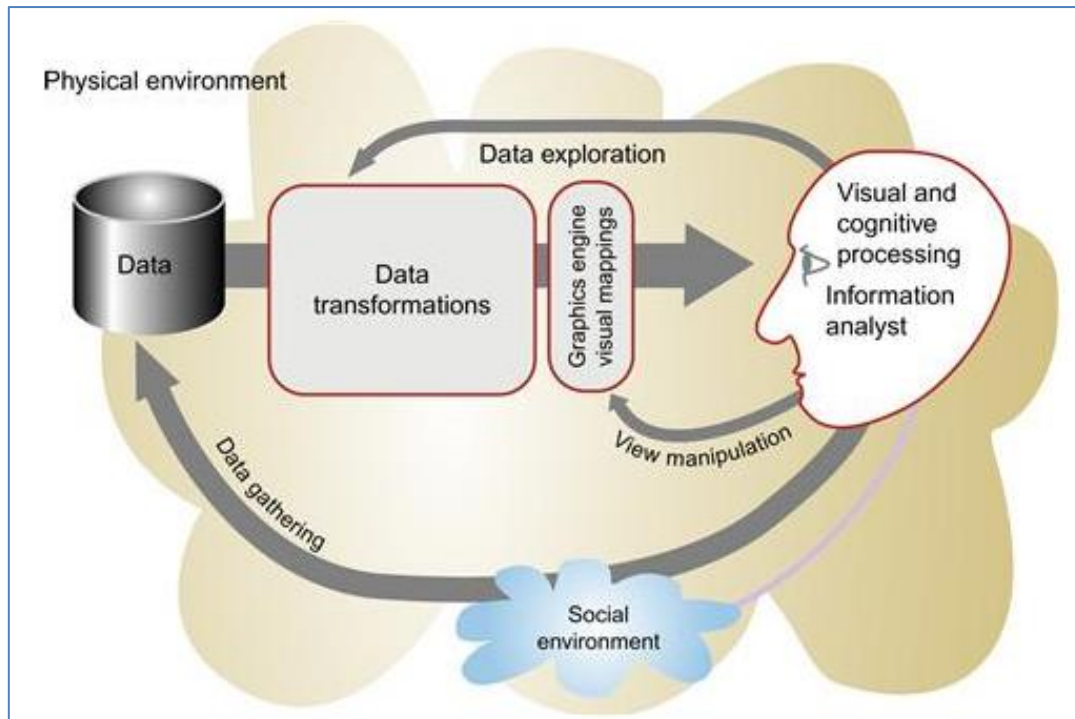 Physical environment
Data exploration
Data
Data
transformations
Graphics engine
visual mappings
Visual and
cognitive
processing
Information
analyst
View manipulation
Data gathering
Social
environment